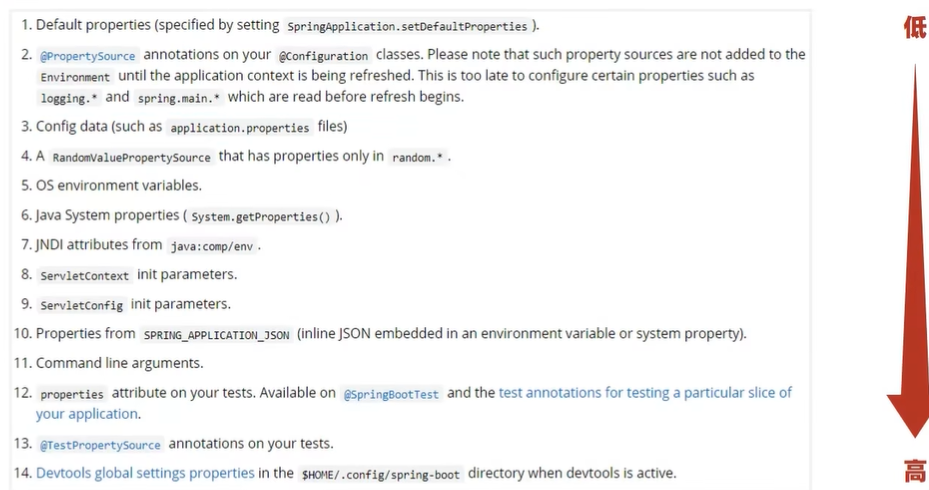 1. Default properties (specified by setting SpringApplication.setDefaultProperties ).
低
2. @PropertySource annotations on your @Configuration classes. Please note that such property sources are not added to the
Environment until the application context is being refreshed. This is too late to configure certain properties such as
logging.* and spring.main.* which are read before refresh begins.
3. Config data (such as application.properties files)
4. A RandomValuePropertySource that has properties only in random.* .
5. OS environment variables.
6. Java System properties ( System.getProperties() ).
7. JNDI attributes from java:comp/env .
8. ServletContext init parameters.
9. ServletConfig init parameters.
10. Properties from SPRING_APPLICATION_JSON (inline JSON embedded in an environment variable or system property).
11. Command line arguments.
12. properties attribute on your tests. Available on @SpringBootTest and the test annotations for testing a particular slice of
your application.
13. @TestPropertySource annotations on your tests.
14. Devtools global settings properties in the $HOME/.config/spring-boot directory when devtools is active.
高